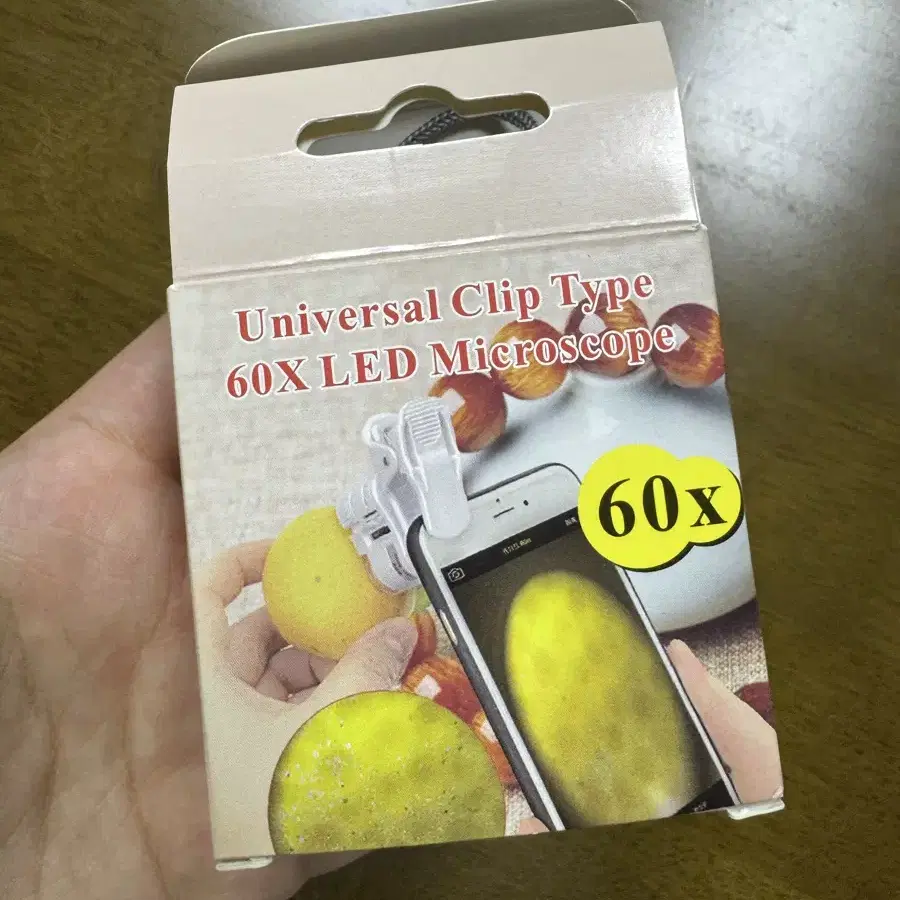 Universal Clip Type
60X LED Microscope
60x